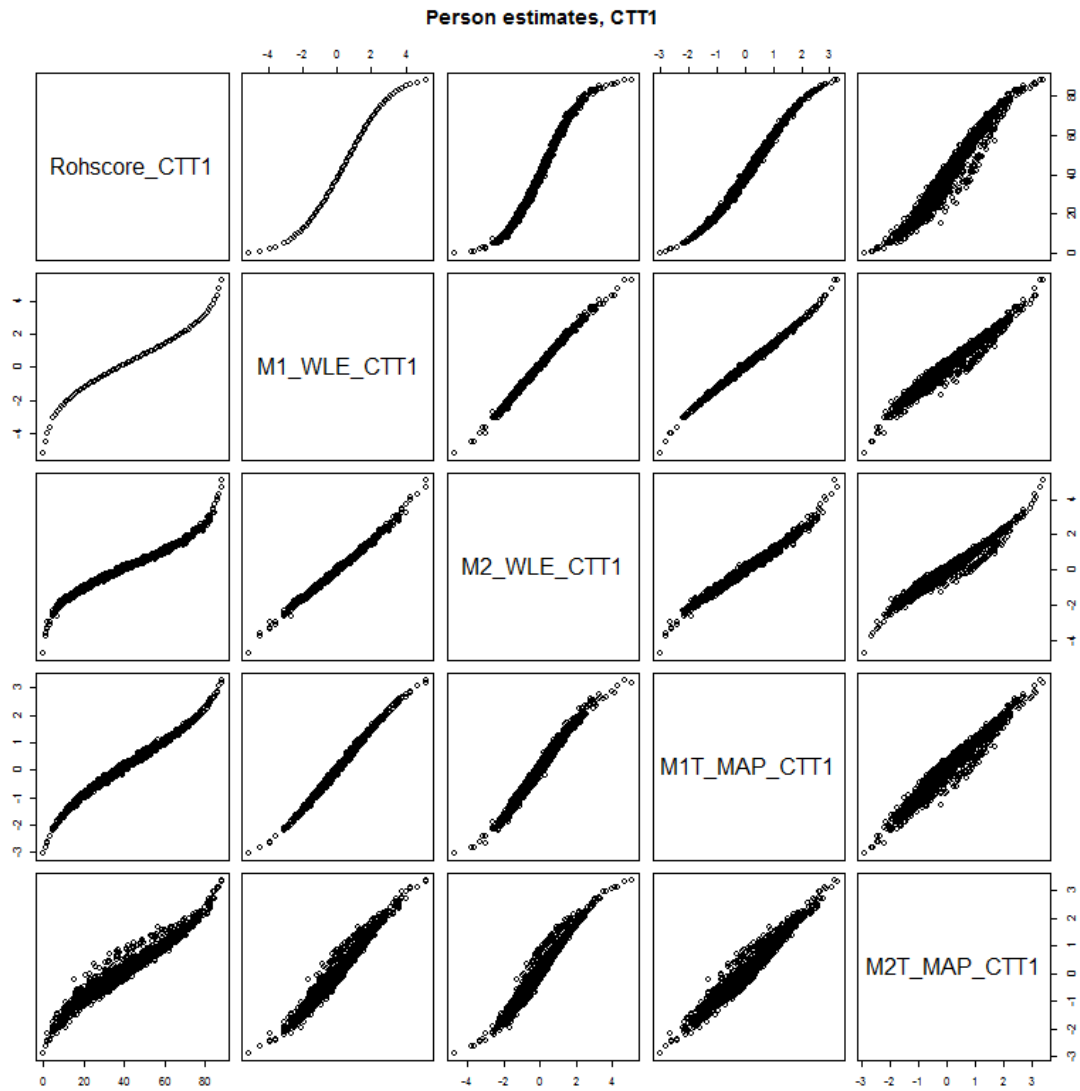 Person estimates, CTT1
-4 -2 0 2 4
-3 -2 -1 0 1 2 3
Rohscore_CTT1
0 20 40 60 80
-4 -2 0 2 4
M1_WLE_CTT1
M2_WLE_CTT1
-4 -2 0 2 4
-3 -2 -1 0 1 2 3
M1T_MAP_CTT1
M2T_MAP_CTT1
-3 -2 -1 0 1 2 3
0 20 40 60 80
-4 -2 0 2 4
-3 -2 -1 0 1 2 3